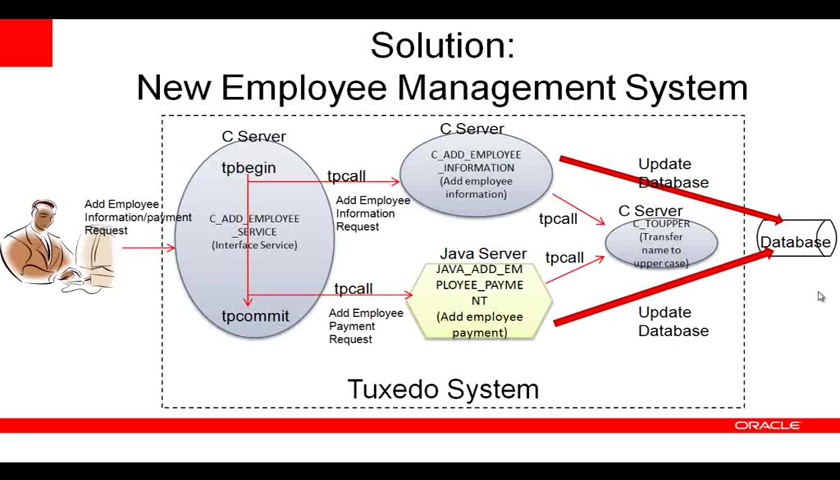 Solution:
New Employee Management System
C Server
tpbegin
C_ADD_EMPLOYEE
_SERVICE
(Interface Service)
tpcommit
Add Employee
Information/payment
Request
tpcall
Add Employee
Information
Request
tpcall
Add Employee
Payment
Request
C Server
C_ADD_EMPLOYEE
_INFORMATION
(Add employee
information)
Java Server
JAVA_ADD_EM
PLOYEE_PAYME
NT
(Add employee
payment)
tpcall
tpcall
C Server
C_TOUPPER
(Transfer
name to
upper case)
Update
Database
Update
Database
Database
Tuxedo System
ORACLE